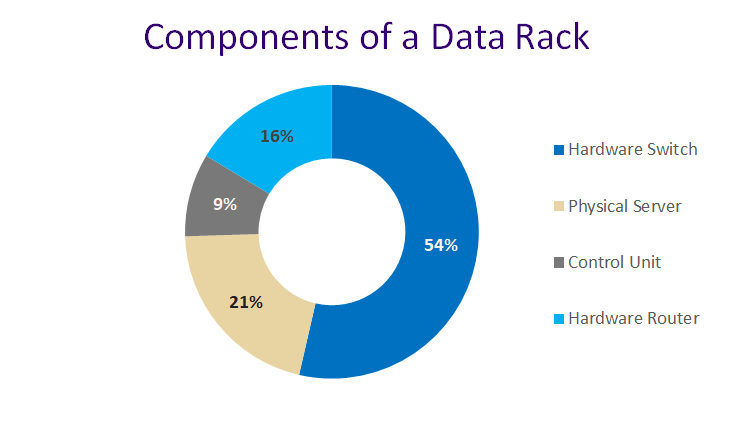 Components of a Data Rack
16%
9%
54%
21%
Hardware Switch
Physical Server
Control Unit
Hardware Router